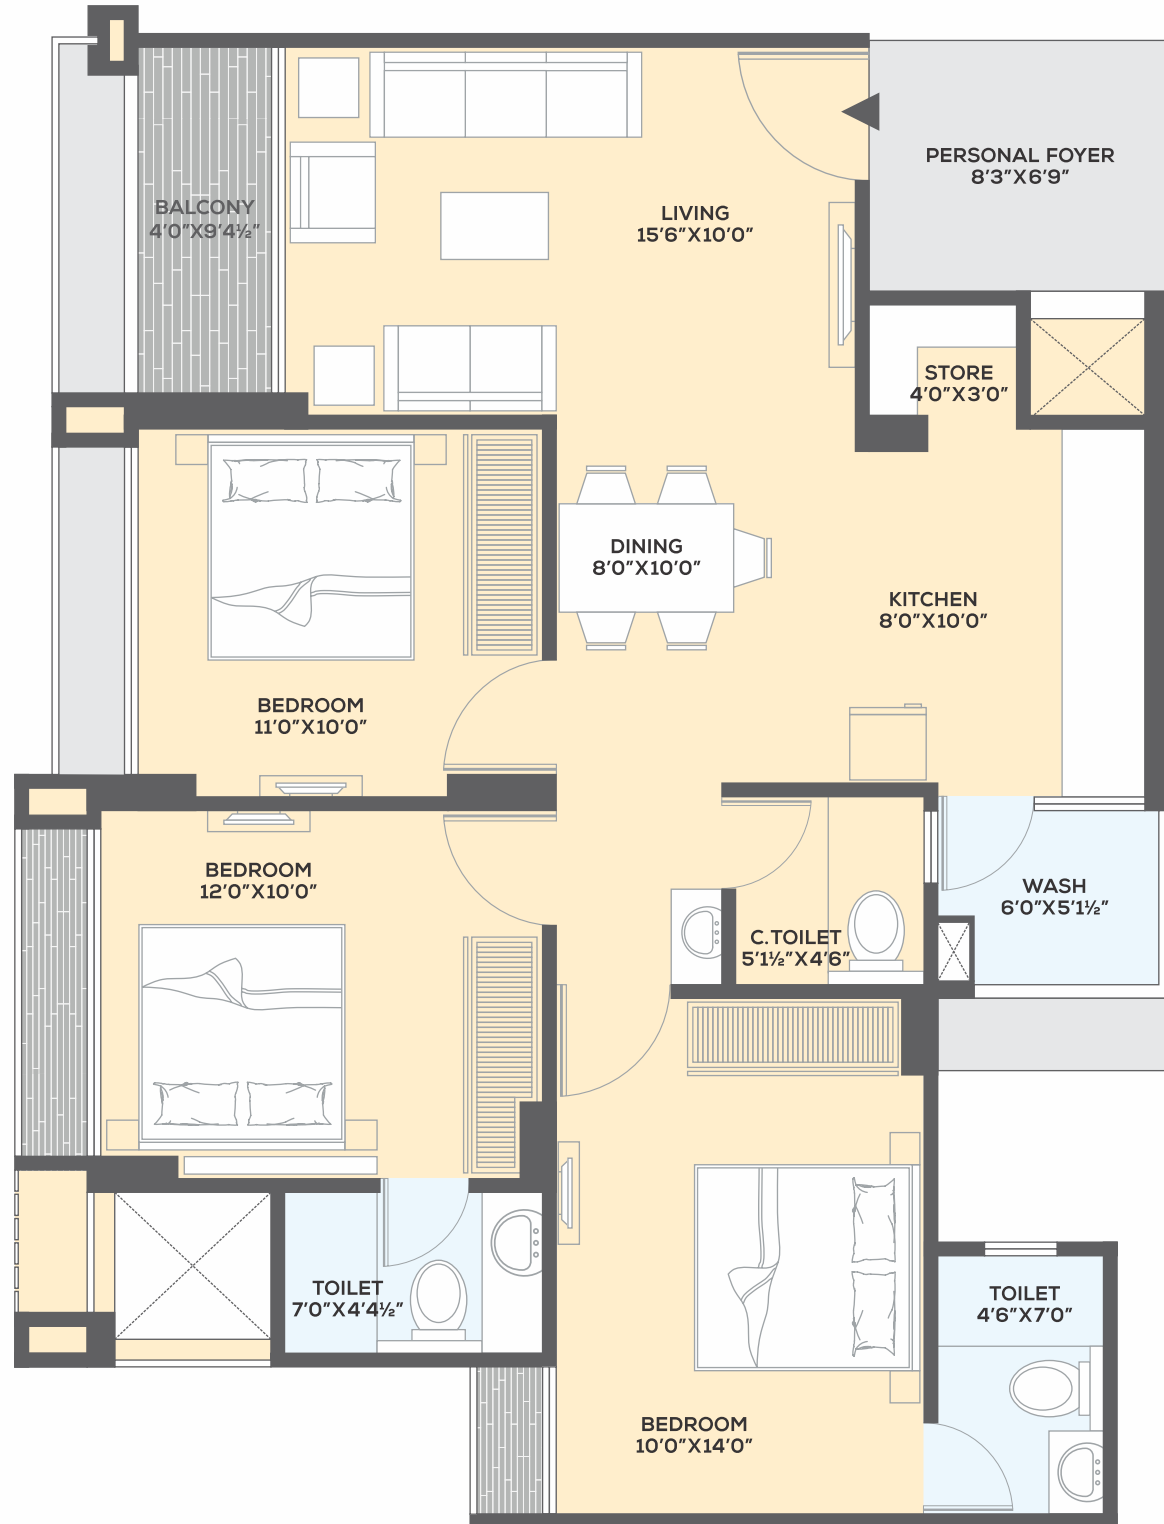 PERSONAL FOYER
8'3"X6'9"
BALCONY
4'0"X9'4½"
LIVING
15'6"X10'0"
STORE
4'0"X3'0"
DINING
8'0"X10'0"
KITCHEN
8'0"X10'0"
BEDROOM
11'0"X10'0"
BEDROOM
12'0"X10'0"
WASH
6'0"X5'1½"
C.TOILET
5'1½"X4'6"
TOILET
7'0"X4'4½"
TOILET
4'6"X7'0"
BEDROOM
10'0"X14'0"